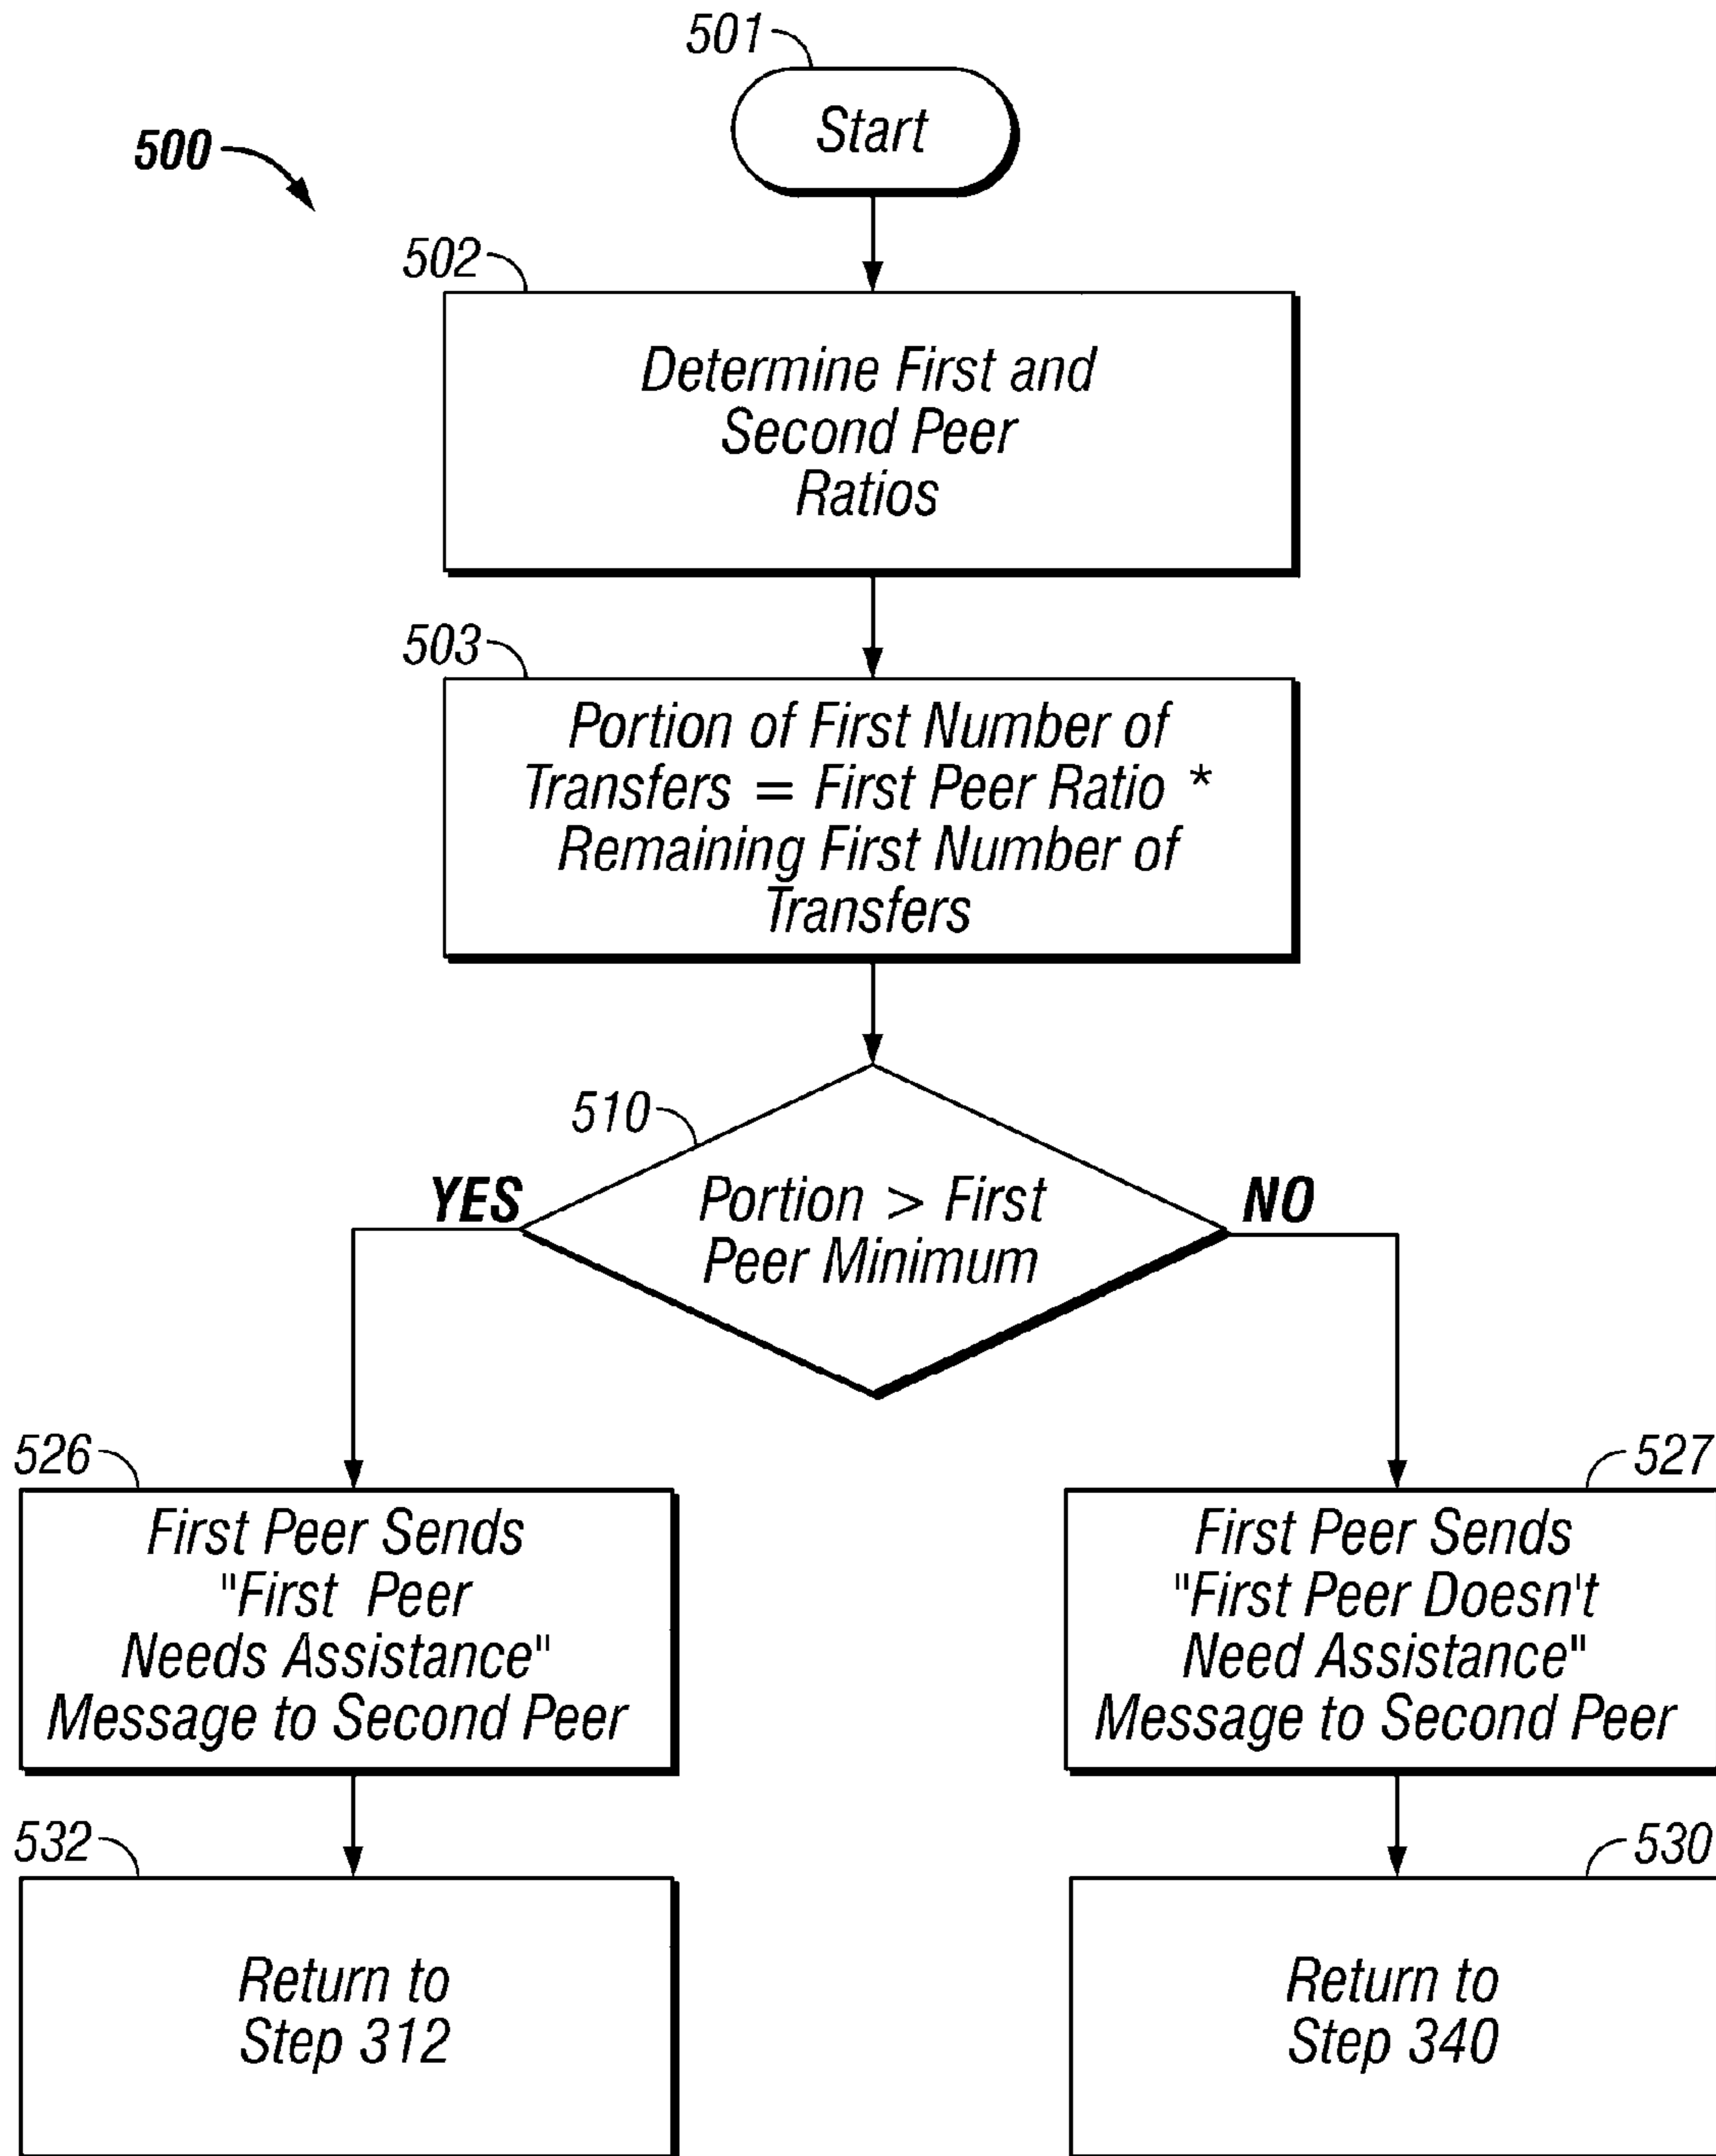 501
Start
500
502
Determine First and
Second Peer
Ratios
503
Portion of First Number of
Transfers = First Peer Ratio *
Remaining First Number of
Transfers
510
YES
Portion > First
Peer Minimum
NO
526
First Peer Sends
"First Peer
Needs Assistance"
Message to Second Peer
527
First Peer Sends
"First Peer Doesn't
Need Assistance"
Message to Second Peer
532
Return to
Step 312
530
Return to
Step 340